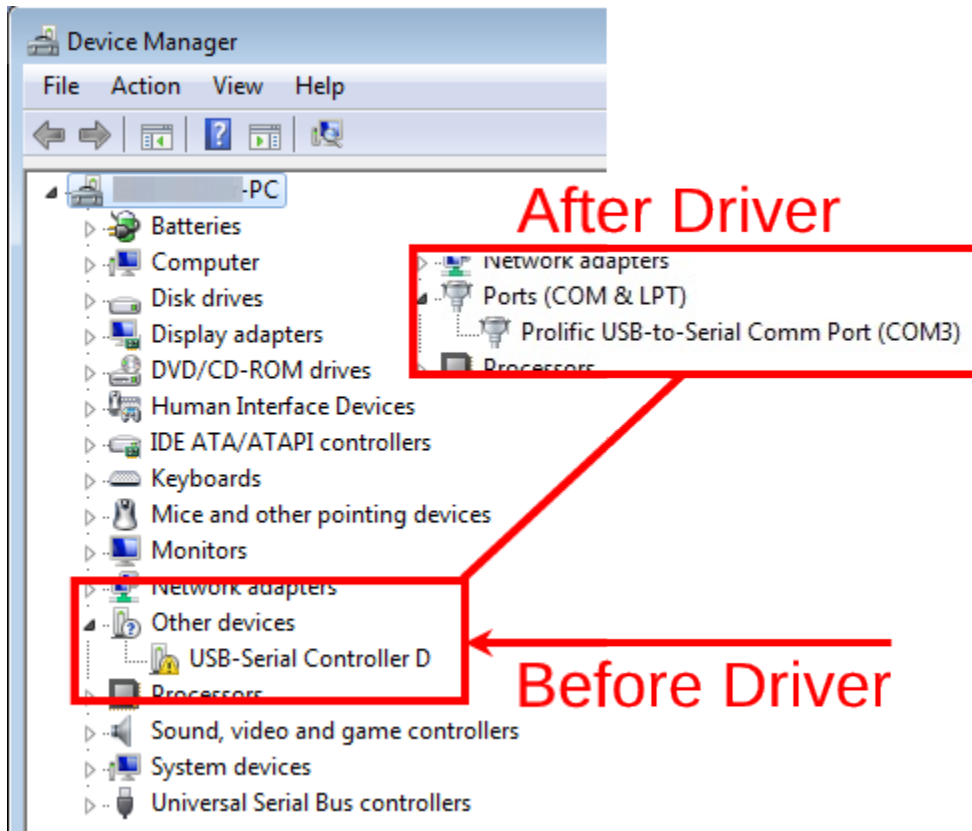 Device Manager
File Action View Help
-PC
Batteries
Computer
Disk drives
Display adapters
DVD/CD-ROM drives
Human Interface Devices
IDE ATA/ATAPI controllers
Keyboards
Mice and other pointing devices
Monitors
Network adapters
Other devices
USB-Serial Controller D
Processors
Sound, video and game controllers
System devices
Universal Serial Bus controllers
After Driver
Network adapters
Ports (COM & LPT)
Prolific USB-to-Serial Comm Port (COM3)
Processors
Before Driver